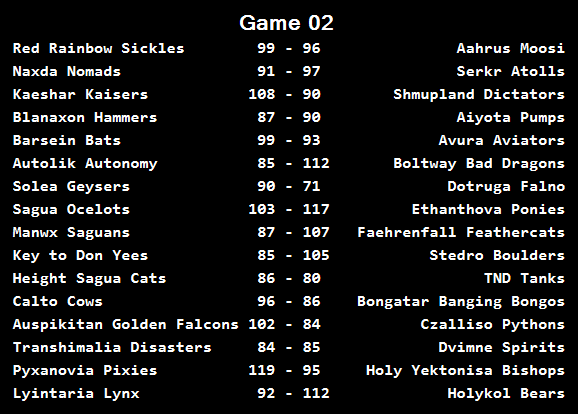 Game 02
Red Rainbow Sickles 99 - 96 Aahrus Moosi
Naxda Nomads 91 - 97 Serkr Atolls
Kaeshar Kaisers 108 - 90 Shmupland Dictators
Blanaxon Hammers 87 - 90 Aiyota Pumps
Barsein Bats 99 - 93 Avura Aviators
Autolik Autonomy 85 - 112 Boltway Bad Dragons
Solea Geysers 90 - 71 Dotruga Falno
Sagua Ocelots 103 - 117 Ethanthova Ponies
Manwx Saguans 87 - 107 Faehrenfall Feathercats
Key to Don Yees 85 - 105 Stedro Boulders
Height Sagua Cats 86 - 80 TND Tanks
Calto Cows 96 - 86 Bongatar Banging Bongos
Auspikitan Golden Falcons 102 - 84 Czalliso Pythons
Transhimalia Disasters 84 - 85 Dvimne Spirits
Pyxanovia Pixies 119 - 95 Holy Yektonisa Bishops
Lyintaria Lynx 92 - 112 Holykol Bears